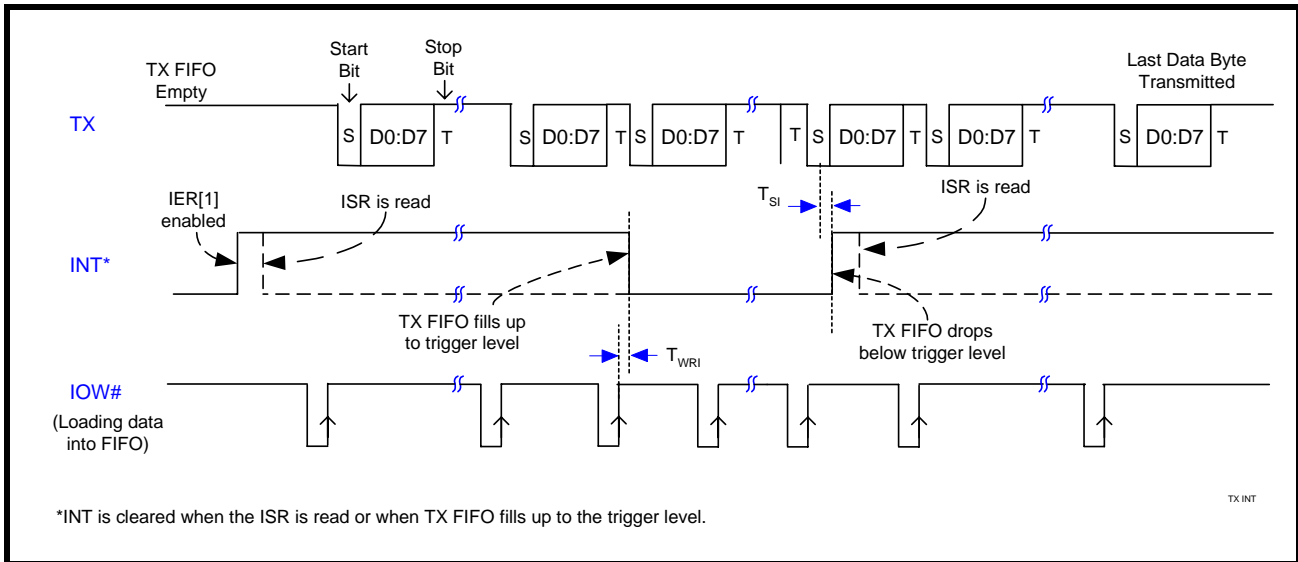 TX FIFO
Empty
Start
Bit
Stop
Bit
Last Data Byte
Transmitted
TX
S D0:D7 T S D0:D7 T S D0:D7 T T S D0:D7 T S D0:D7 T S D0:D7 T
IER[1]
enabled
ISR is read
TSI
ISR is read
INT*
TX FIFO fills up
to trigger level
TX FIFO drops
below trigger level
TWRI
IOW#
(Loading data
into FIFO)
TX INT
*INT is cleared when the ISR is read or when TX FIFO fills up to the trigger level.